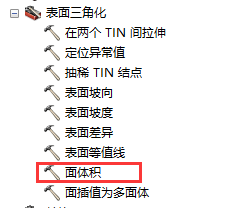 表面三角化
在两个 TIN 间拉伸
定位异常值
抽稀 TIN 结点
表面坡向
表面坡度
表面差异
表面等值线
面体积
面插值为多面体